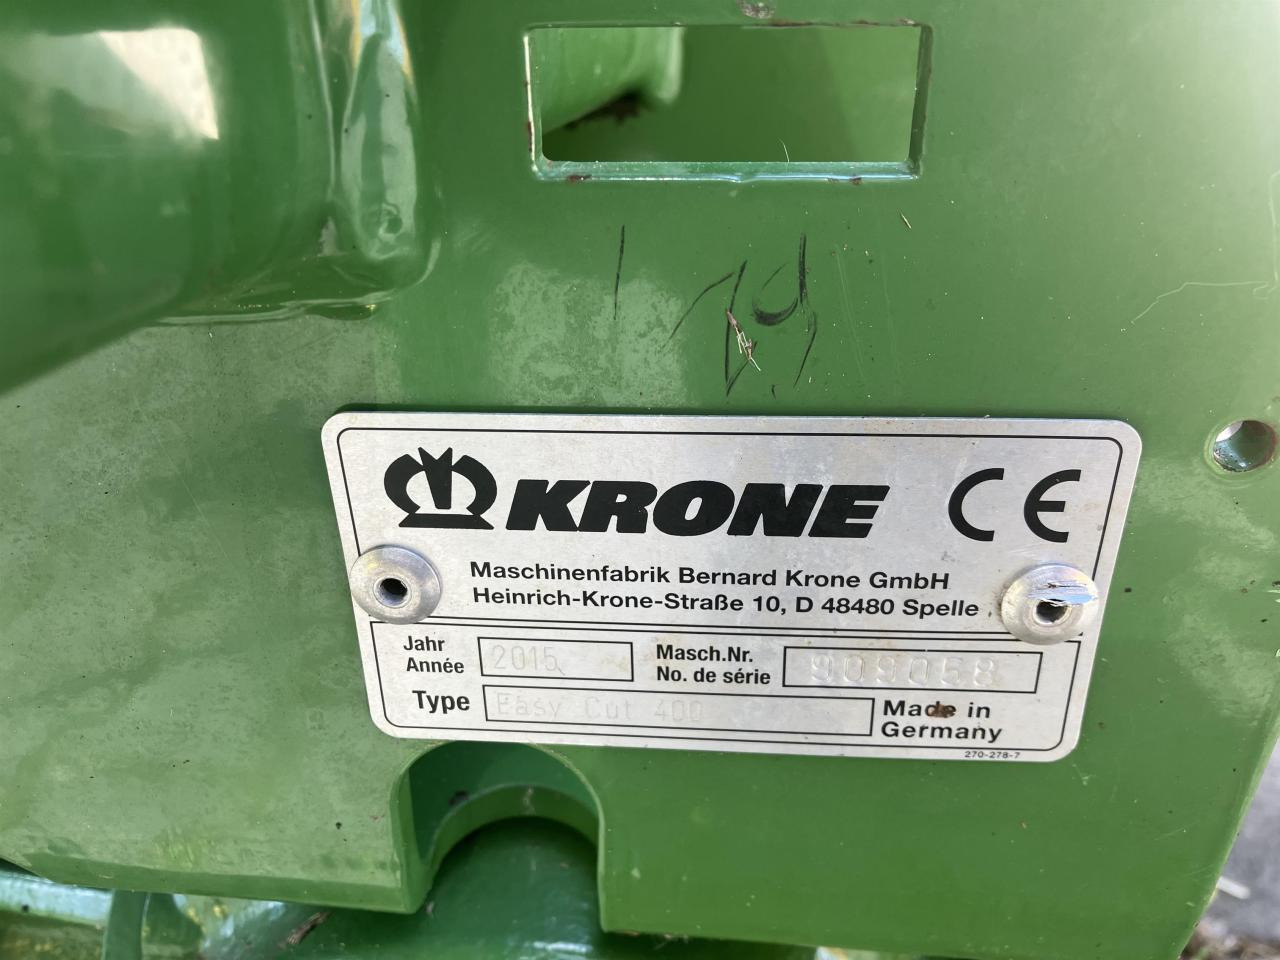 KRONE CE
Maschinenfabrik Bernard Krone GmbH
Heinrich-Krone-Straße 10, D 48480 Spelle
Jahr
Année 2015
Masch.Nr.
No. de série 909058
Type Easy Cut 400
Made in
Germany
270-278-7